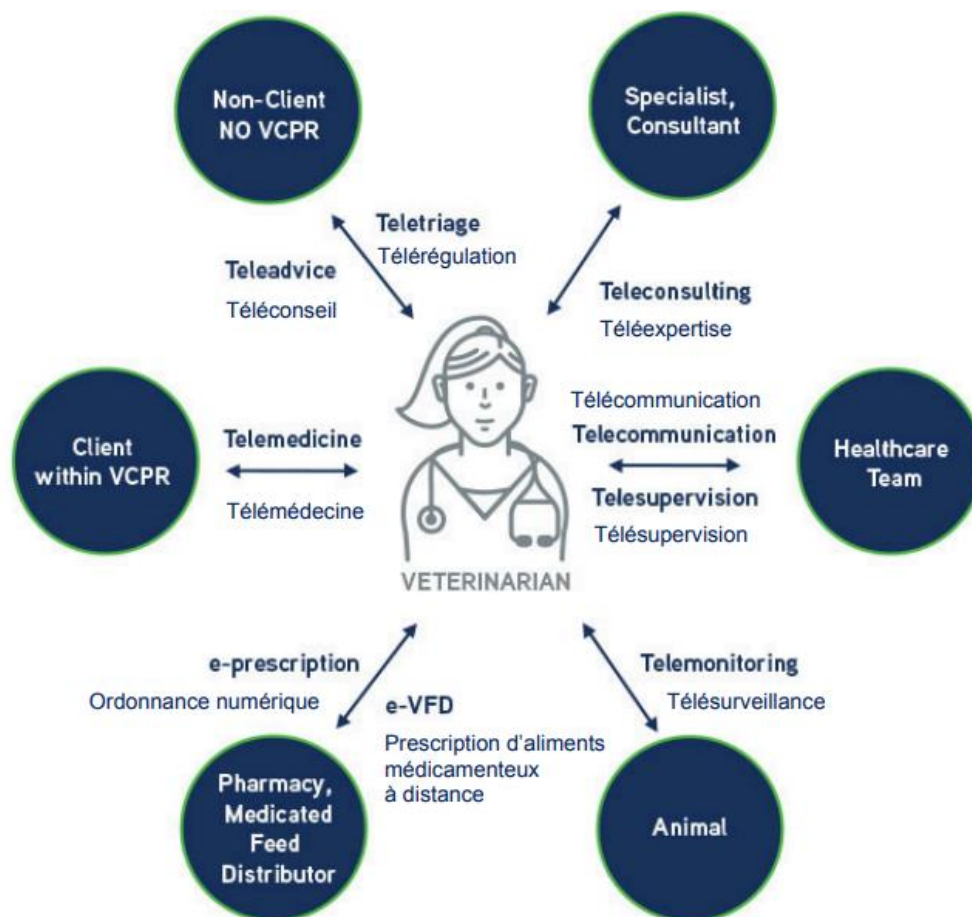 Non-Client
NO VCPR
Specialist,
Consultant
Teletriage
Télérégulation
Teleadvice
Téléconseil
Teleconsulting
Téléexpertise
Client
within VCPR
Telemedicine
Télémédecine
Télécommunication
Telecommunication
Telesupervision
Télésupervision
Healthcare
Team
VETERINARIAN
e-prescription
Ordonnance numérique
e-VFD
Prescription d'aliments
médicamenteux
à distance
Telemonitoring
Télésurveillance
Pharmacy,
Medicated
Feed
Distributor
Animal